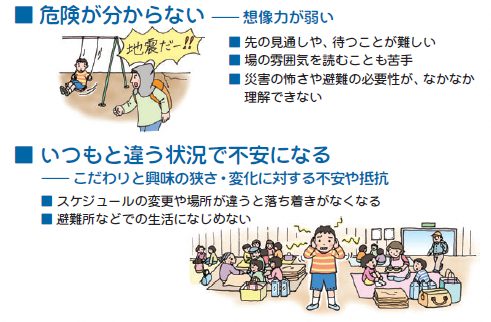 ■ 危険が分からない ── 想像力が弱い
地震だー!!
■ 先の見通しや、待つことが難しい
■ 場の雰囲気を読むことも苦手
■ 災害の怖さや避難の必要性が、なかなか
理解できない
■ いつもと違う状況で不安になる
── こだわりと興味の狭さ・変化に対する不安や抵抗
■ スケジュールの変更や場所が違うと落ち着きがなくなる
■ 避難所などでの生活になじめない